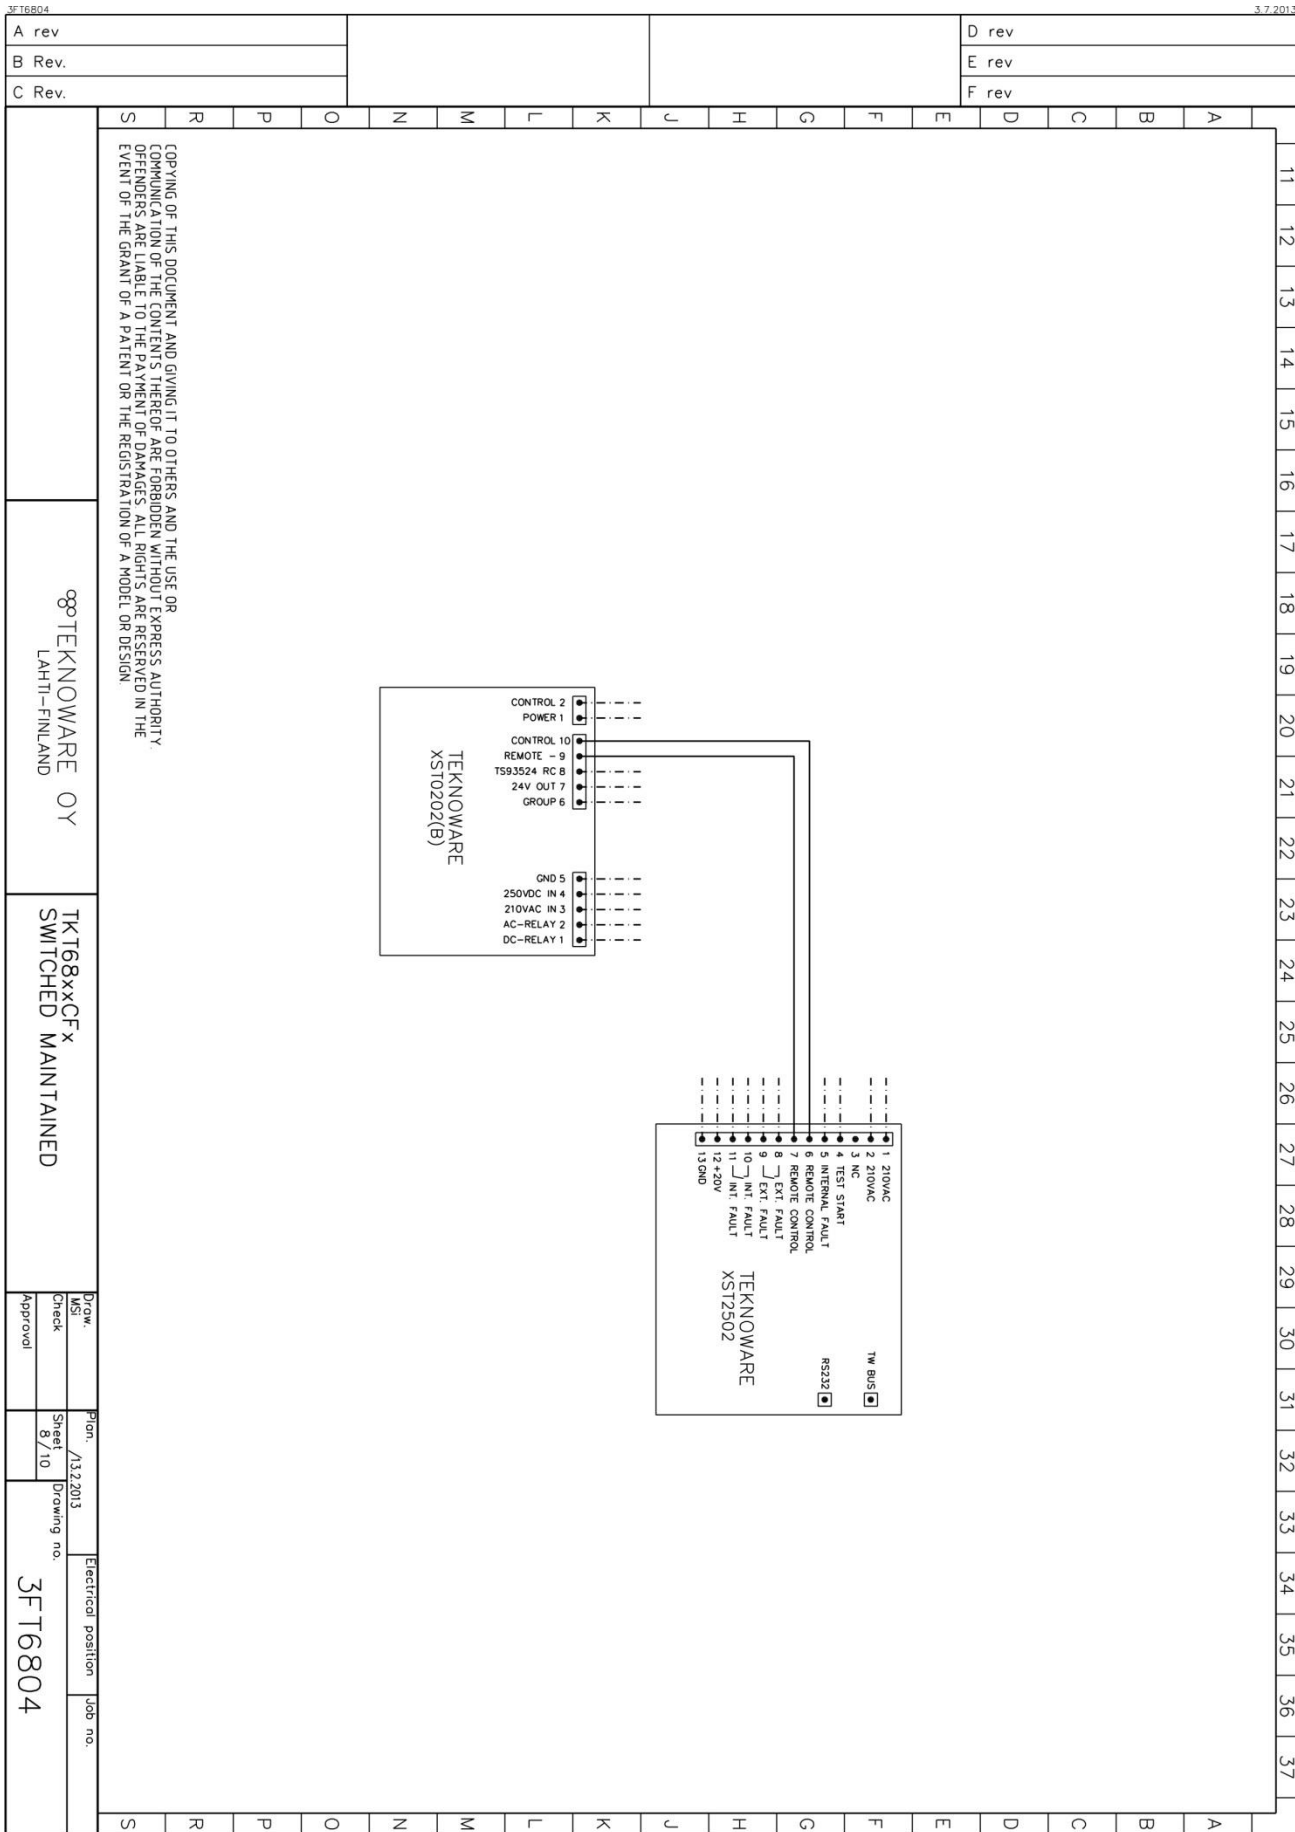 3FT6804
3.7.2013
A rev
B Rev.
C Rev.
D rev
E rev
F rev
S R P O N M L K J H G F E D C B A
11
12
13
14
15
16
17
18
19
20
21
22
23
24
25
26
27
28
29
30
31
32
33
34
35
36
37
COPYING OF THIS DOCUMENT AND GIVING IT TO OTHERS AND THE USE OR
COMMUNICATION OF THE CONTENTS THEREOF ARE FORBIDDEN WITHOUT EXPRESS AUTHORITY.
OFFENDERS ARE LIABLE TO THE PAYMENT OF DAMAGES. ALL RIGHTS ARE RESERVED IN THE
EVENT OF THE GRANT OF A PATENT OR THE REGISTRATION OF A MODEL OR DESIGN.
CONTROL 2
POWER 1
CONTROL 10
REMOTE - 9
TS93524 RC 8
24V OUT 7
GROUP 6
GND 5
250VDC IN 4
210VAC IN 3
AC-RELAY 2
DC-RELAY 1
TEKNOWARE
XST0202(B)
1 210VAC
2 210VAC
3 NC
4 TEST START
5 INTERNAL FAULT
6 REMOTE CONTROL
7 REMOTE CONTROL
8 EXT. FAULT
9 EXT. FAULT
10 INT. FAULT
11 INT. FAULT
12 +20V
13 GND
TEKNOWARE
XST2502
TW BUS
RS232
TEKNOWARE OY
LAHTI-FINLAND
TKT68xxCFx
SWITCHED MAINTAINED
Draw.
MSi
Check
Approval
Plan.
/13.2.2013
Sheet
8/10
Electrical position
Job no.
Drawing no.
3FT6804
S R P O N M L K J H G F E D C B A